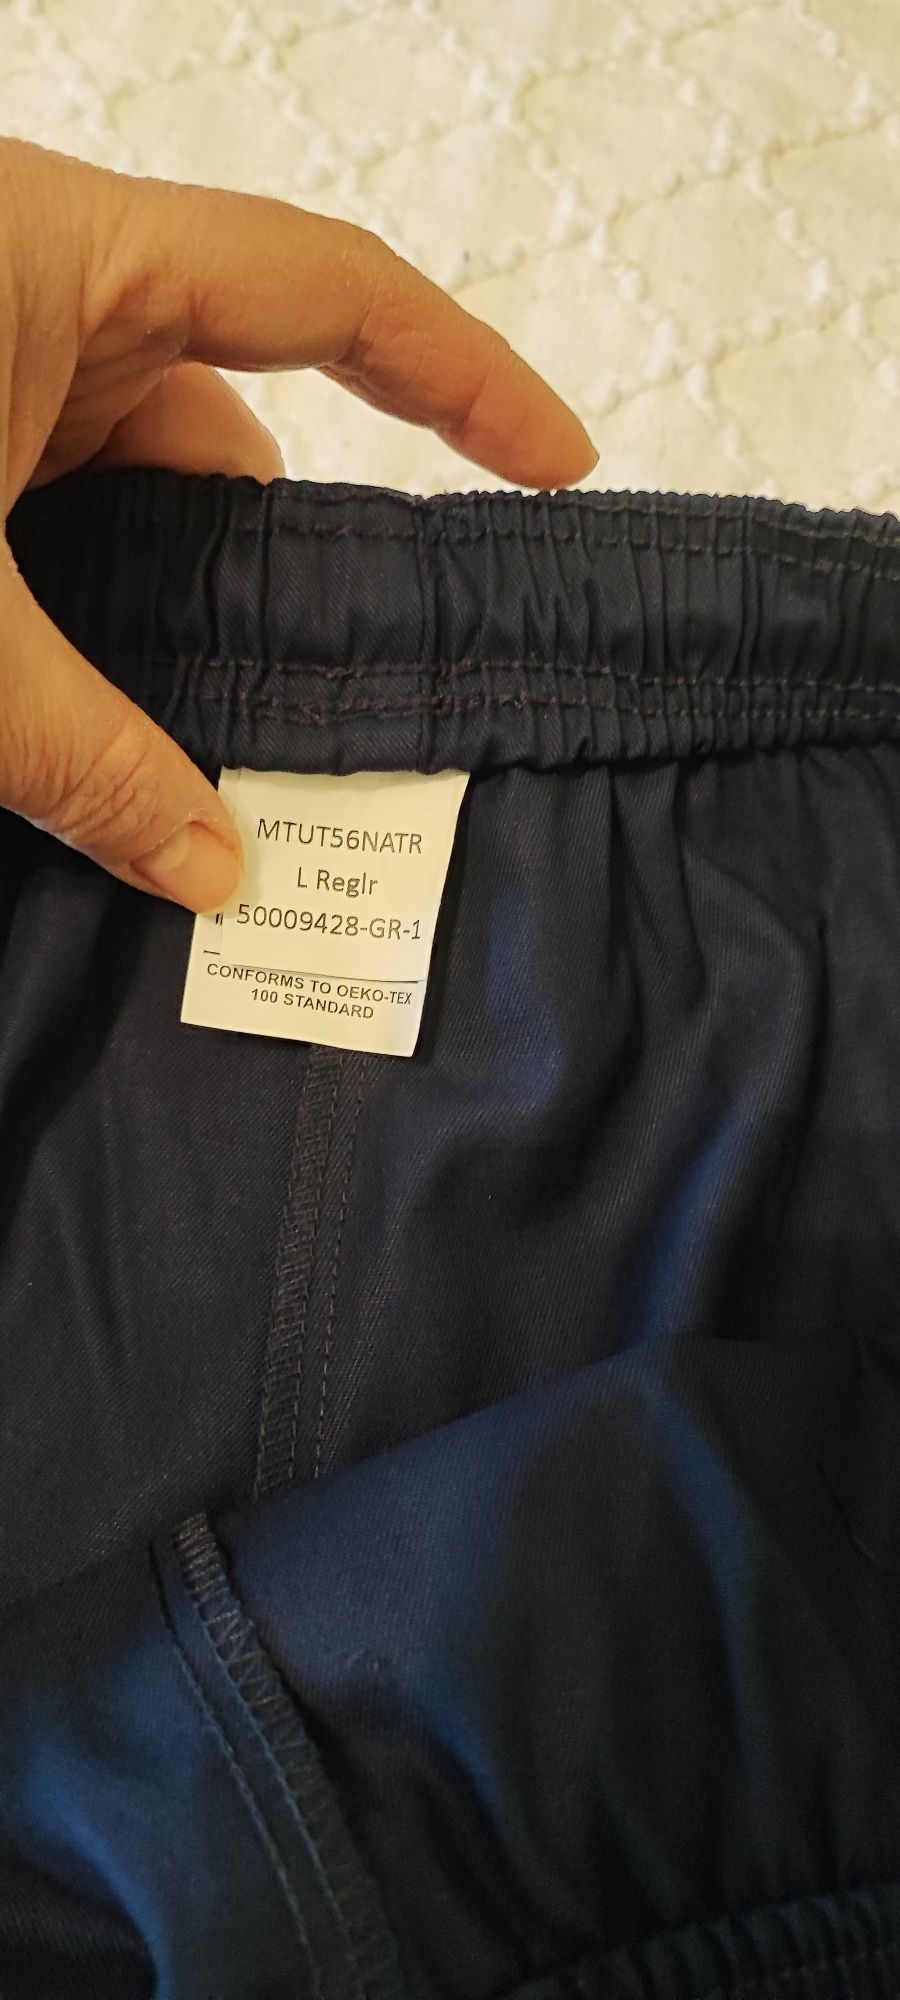 MTUT56NATR
L Reglr
50009428-GR-1
CONFORMS TO OEKO-TEX
100 STANDARD